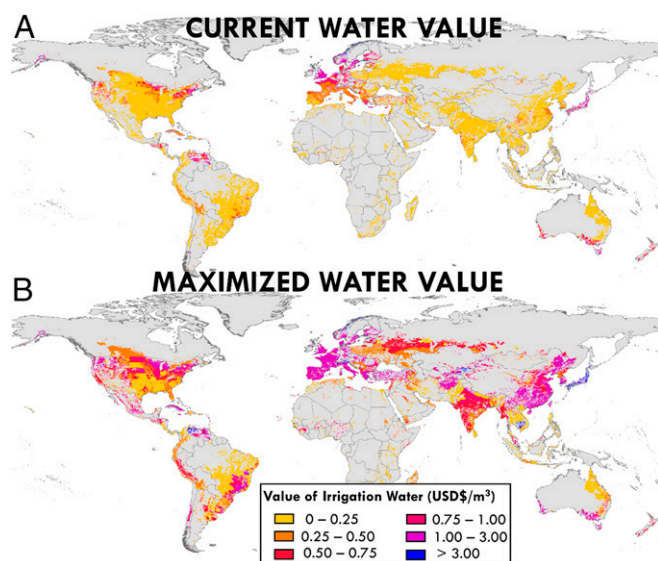 A
CURRENT WATER VALUE
B
MAXIMIZED WATER VALUE
Value of Irrigation Water (USD$/m³)
0 – 0.25
0.25 – 0.50
0.50 – 0.75
0.75 – 1.00
1.00 – 3.00
> 3.00